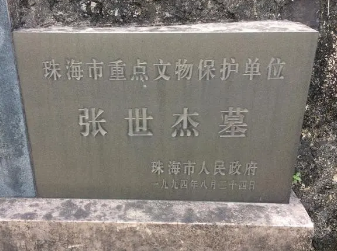 珠海市重点文物保护单位
张世杰墓
珠海市人民政府
一九九四年八月二十四日